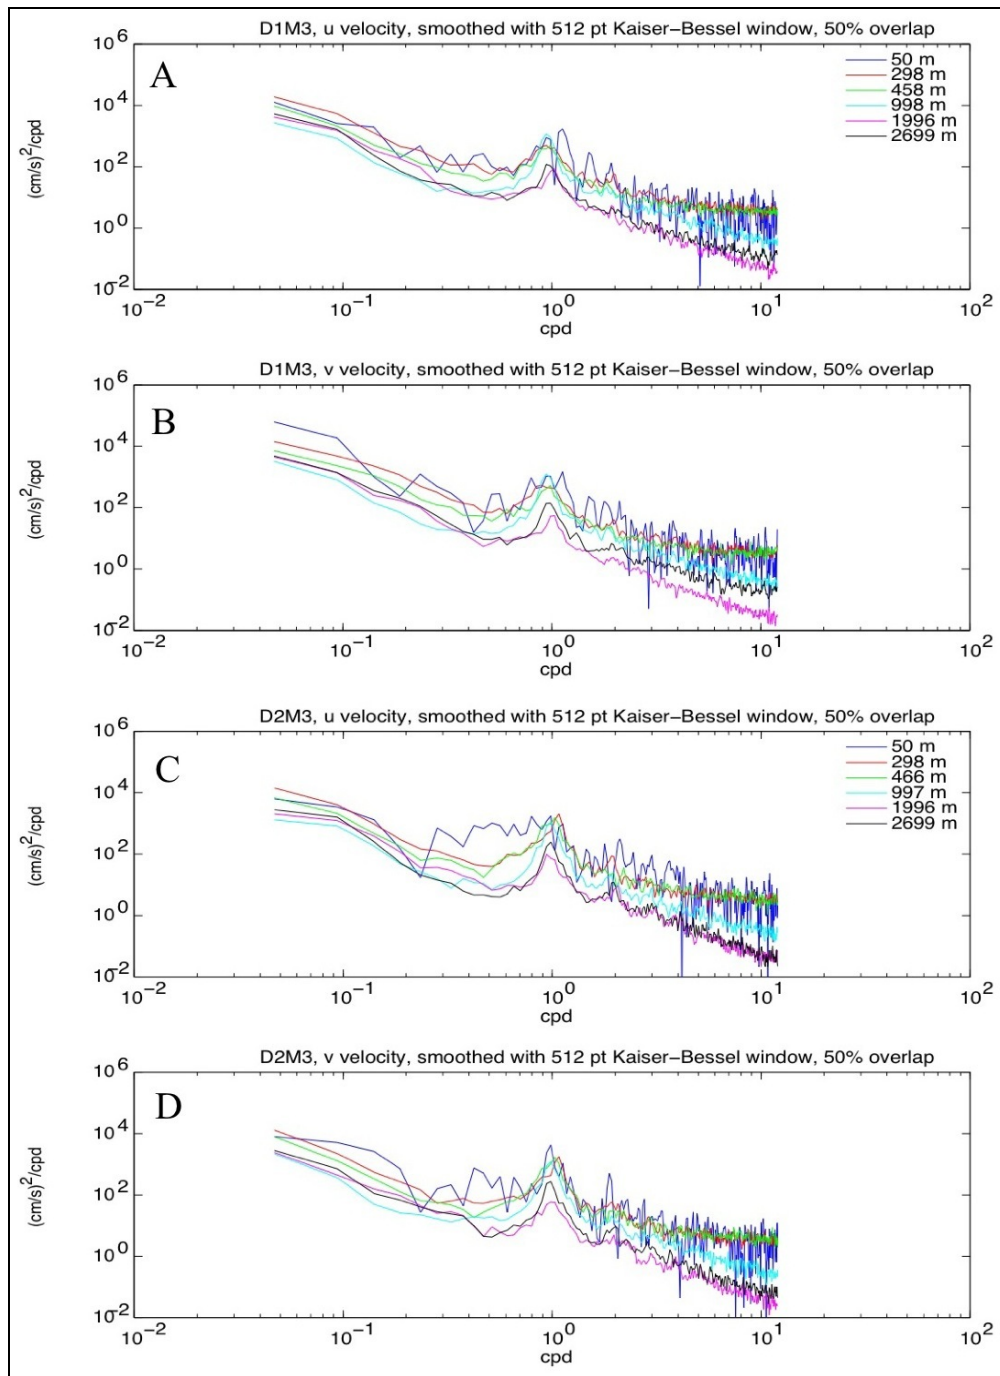 D1M3, u velocity, smoothed with 512 pt Kaiser–Bessel window, 50% overlap
A
10^6
10^4
10^2
10^0
10^-2
(cm/s)^2/cpd
50 m
298 m
458 m
998 m
1996 m
2699 m
10^-2 10^-1 10^0 10^1 10^2
cpd
D1M3, v velocity, smoothed with 512 pt Kaiser–Bessel window, 50% overlap
B
10^6
10^4
10^2
10^0
10^-2
(cm/s)^2/cpd
10^-2 10^-1 10^0 10^1 10^2
cpd
D2M3, u velocity, smoothed with 512 pt Kaiser–Bessel window, 50% overlap
C
10^6
10^4
10^2
10^0
10^-2
(cm/s)^2/cpd
50 m
298 m
466 m
997 m
1996 m
2699 m
10^-2 10^-1 10^0 10^1 10^2
cpd
D2M3, v velocity, smoothed with 512 pt Kaiser–Bessel window, 50% overlap
D
10^6
10^4
10^2
10^0
10^-2
(cm/s)^2/cpd
10^-2 10^-1 10^0 10^1 10^2
cpd